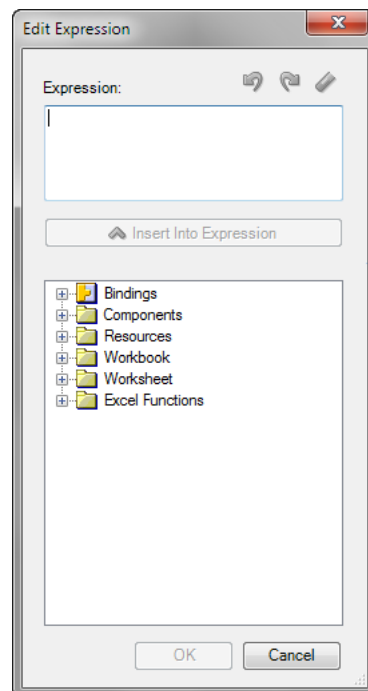 Edit Expression
Expression:
Insert Into Expression
Bindings
Components
Resources
Workbook
Worksheet
Excel Functions
OK
Cancel